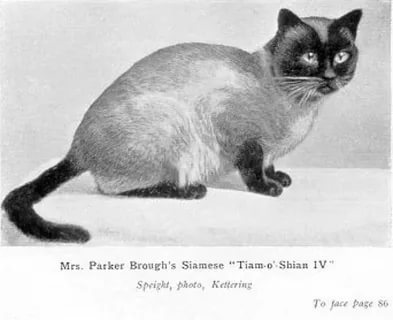 Mrs. Parker Brough's Siamese "Tiam-o'-Shian IV"
Speight, photo, Kettering
To face page 86